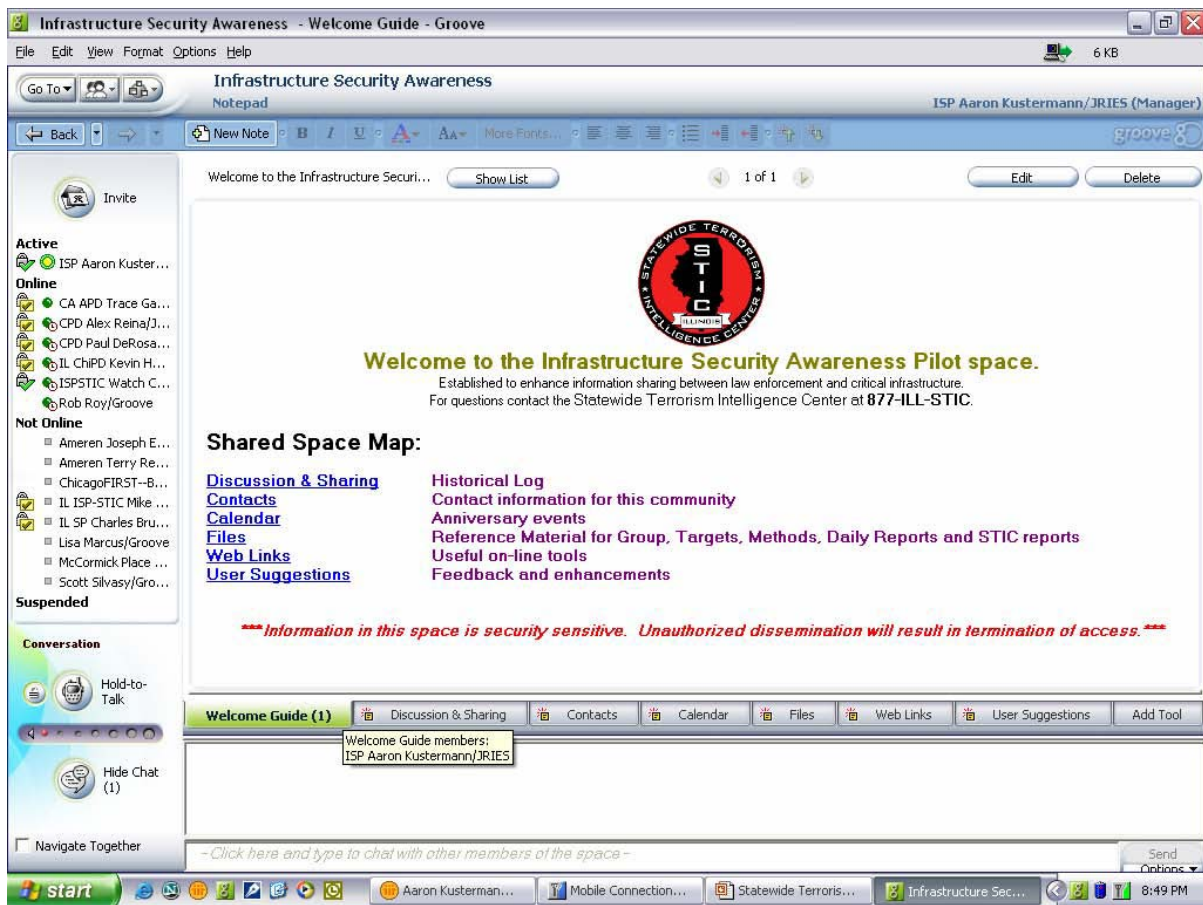 Infrastructure Security Awareness - Welcome Guide - Groove
File Edit View Format Options Help
6 KB
Go To
Infrastructure Security Awareness
Notepad
ISP Aaron Kustermann/JRIES (Manager)
Back
New Note B I U A AA More Fonts...
groove
Invite
Welcome to the Infrastructure Securi... Show List 1 of 1 Edit Delete
Active
ISP Aaron Kuster...
Online
CA APD Trace Ga...
CPD Alex Reina/J...
CPD Paul DeRosa...
IL ChiPD Kevin H...
ISPSTIC Watch C...
Rob Roy/Groove
Not Online
Ameren Joseph E...
Ameren Terry Re...
ChicagoFIRST--B...
IL ISP-STIC Mike ...
IL SP Charles Bru...
Lisa Marcus/Groove
McCormick Place ...
Scott Silvasy/Gro...
Suspended
Conversation
Hold-to-
Talk
Hide Chat
(1)
Navigate Together
STATEWIDE TERRORISM
INTELLIGENCE CENTER
STIC
ILLINOIS
Welcome to the Infrastructure Security Awareness Pilot space.
Established to enhance information sharing between law enforcement and critical infrastructure.
For questions contact the Statewide Terrorism Intelligence Center at 877-ILL-STIC.
Shared Space Map:
Discussion & Sharing Historical Log
Contacts Contact information for this community
Calendar Anniversary events
Files Reference Material for Group, Targets, Methods, Daily Reports and STIC reports
Web Links Useful on-line tools
User Suggestions Feedback and enhancements
***Information in this space is security sensitive. Unauthorized dissemination will result in termination of access.***
Welcome Guide (1) Discussion & Sharing Contacts Calendar Files Web Links User Suggestions Add Tool
Welcome Guide members:
ISP Aaron Kustermann/JRIES
-Click here and type to chat with other members of the space-
Send
Options
start Aaron Kusterman... Mobile Connection... Statewide Terroris... Infrastructure Sec... 8:49 PM